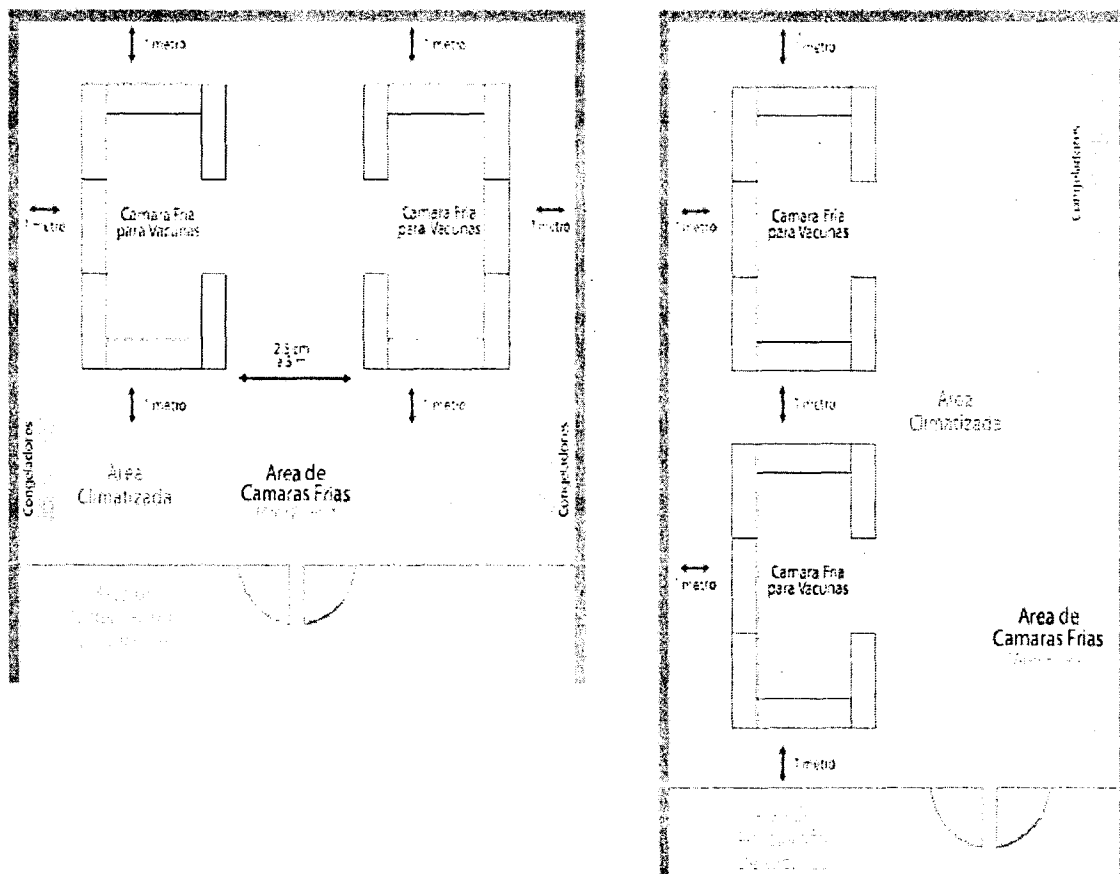 1 metro
1 metro
Camara Fria
para Vacunas
Camara Fria
para Vacunas
1 metro
1 metro
2.5 cm
1 metro
1 metro
Congeladores
Area
Climatizada
Area de
Camaras Frias
Congeladores
1 metro
Congeladores
1 metro
Camara Fria
para Vacunas
1 metro
Area
Climatizada
1 metro
Camara Fria
para Vacunas
Area de
Camaras Frias
1 metro